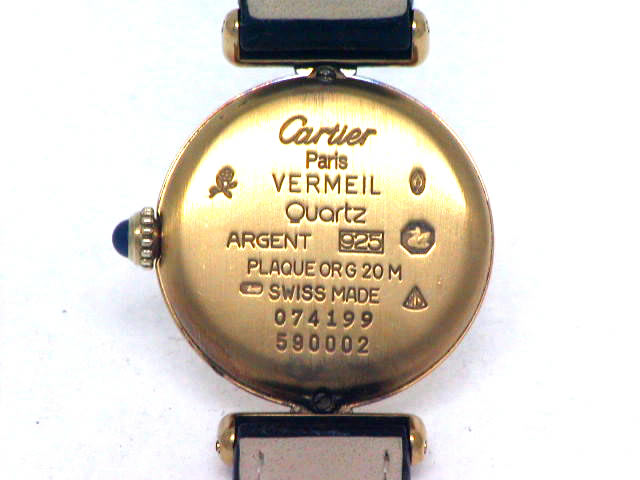 Cartier
Paris
VERMEIL
Quartz
ARGENT 925
PLAQUE OR G 20 M
SWISS MADE
074199
590002